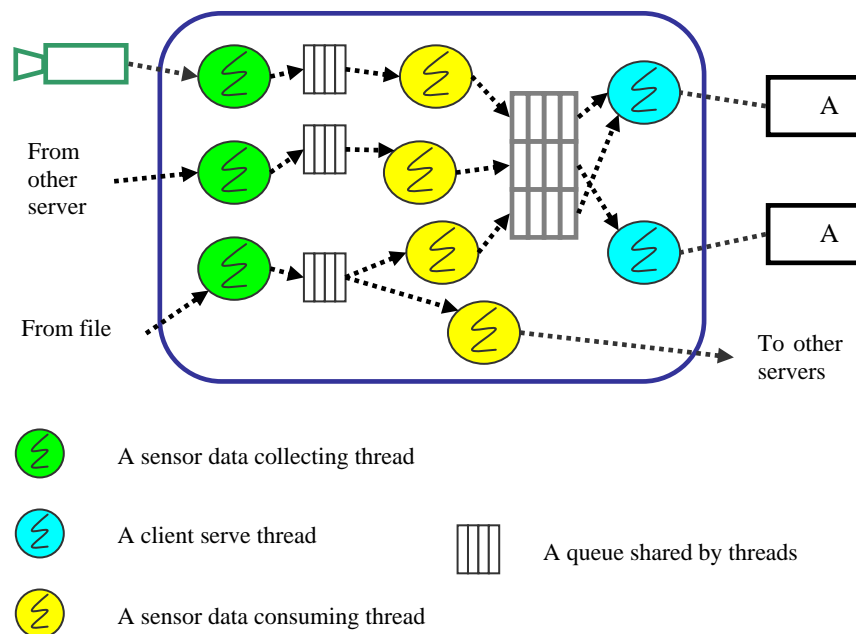 A
From
other
server
A
From file
To other
servers
A sensor data collecting thread
A client serve thread
A queue shared by threads
A sensor data consuming thread